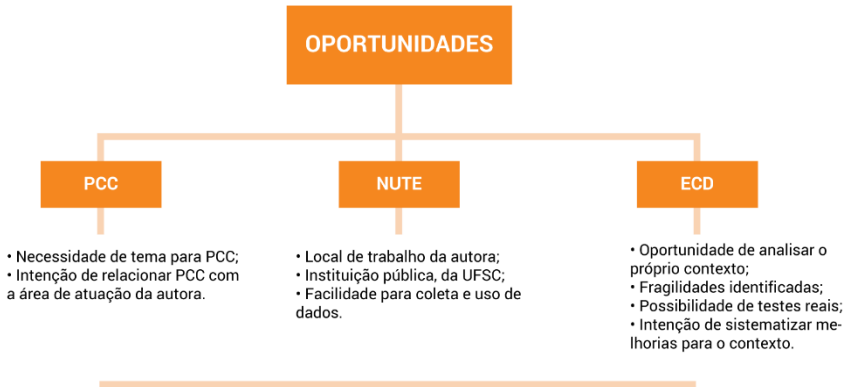 OPORTUNIDADES
PCC
• Necessidade de tema para PCC;
• Intenção de relacionar PCC com
a área de atuação da autora.
NUTE
• Local de trabalho da autora;
• Instituição pública, da UFSC;
• Facilidade para coleta e uso de
dados.
ECD
• Oportunidade de analisar o
próprio contexto;
• Fragilidades identificadas;
• Possibilidade de testes reais;
• Intenção de sistematizar me-
lhorias para o contexto.